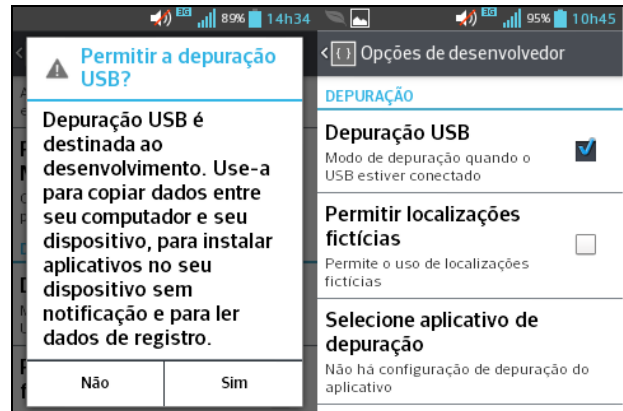 3G 89% 14h34
Permitir a depuração
USB?
Depuração USB é
destinada ao
desenvolvimento. Use-a
para copiar dados entre
seu computador e seu
dispositivo, para instalar
aplicativos no seu
dispositivo sem
notificação e para ler
dados de registro.
Não Sim
3G 95% 10h45
Opções de desenvolvedor
DEPURAÇÃO
Depuração USB
Modo de depuração quando o
USB estiver conectado
Permitir localizações
fictícias
Permite o uso de localizações
fictícias
Selecione aplicativo de
depuração
Não há configuração de depuração do
aplicativo